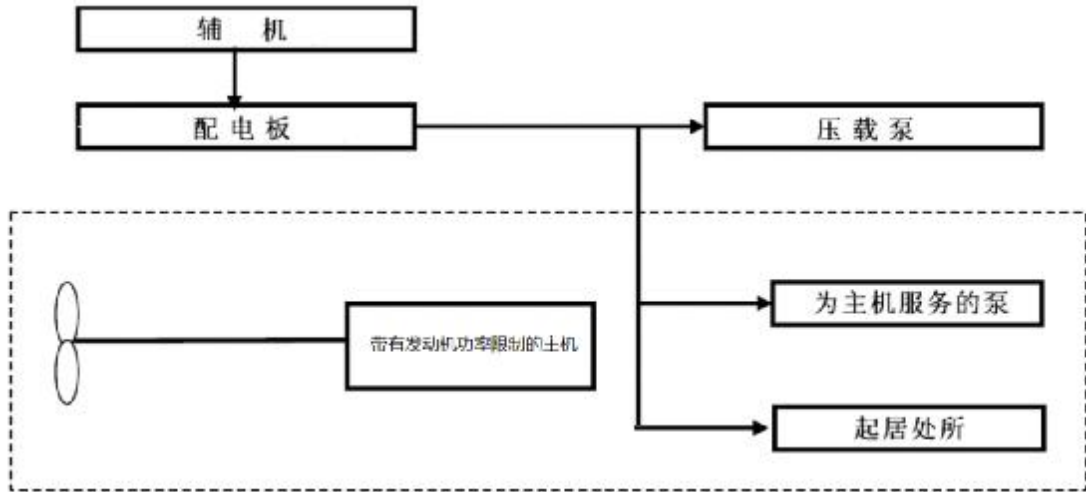 辅 机
配电板
压载泵
为主机服务的泵
带有发动机功率限制的主机
起居处所